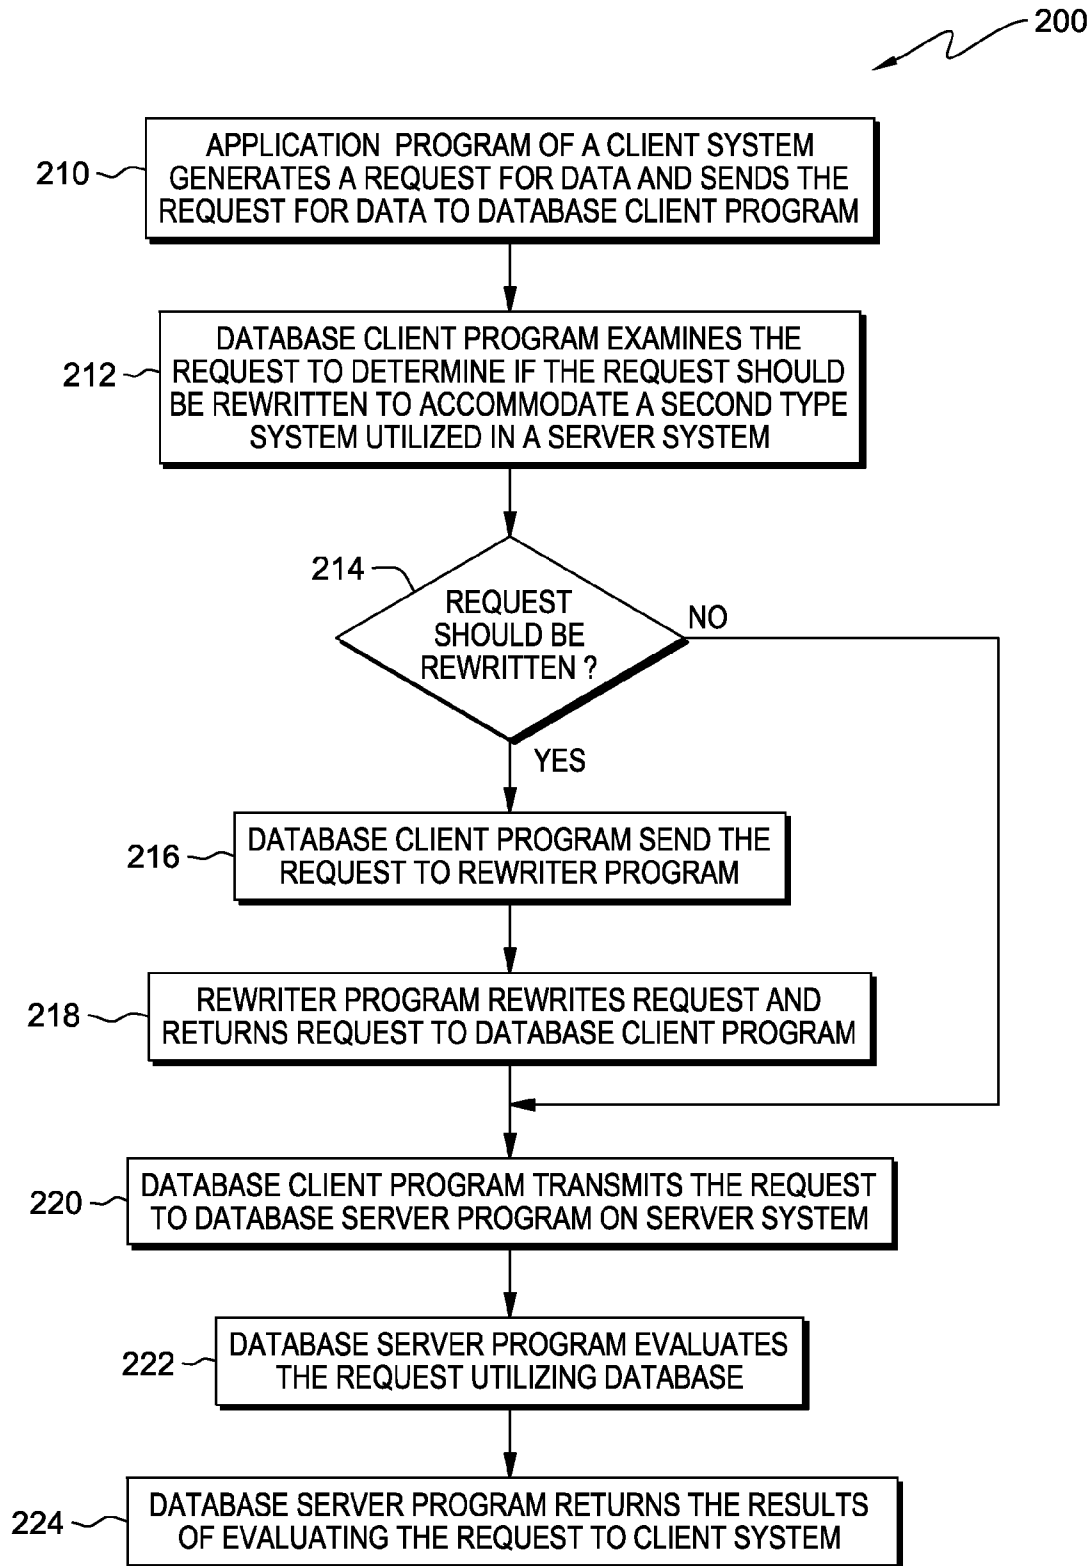 200
210
APPLICATION PROGRAM OF A CLIENT SYSTEM
GENERATES A REQUEST FOR DATA AND SENDS THE
REQUEST FOR DATA TO DATABASE CLIENT PROGRAM
212
DATABASE CLIENT PROGRAM EXAMINES THE
REQUEST TO DETERMINE IF THE REQUEST SHOULD
BE REWRITTEN TO ACCOMMODATE A SECOND TYPE
SYSTEM UTILIZED IN A SERVER SYSTEM
214
REQUEST
SHOULD BE
REWRITTEN ?
NO
YES
216
DATABASE CLIENT PROGRAM SEND THE
REQUEST TO REWRITER PROGRAM
218
REWRITER PROGRAM REWRITES REQUEST AND
RETURNS REQUEST TO DATABASE CLIENT PROGRAM
220
DATABASE CLIENT PROGRAM TRANSMITS THE REQUEST
TO DATABASE SERVER PROGRAM ON SERVER SYSTEM
222
DATABASE SERVER PROGRAM EVALUATES
THE REQUEST UTILIZING DATABASE
224
DATABASE SERVER PROGRAM RETURNS THE RESULTS
OF EVALUATING THE REQUEST TO CLIENT SYSTEM